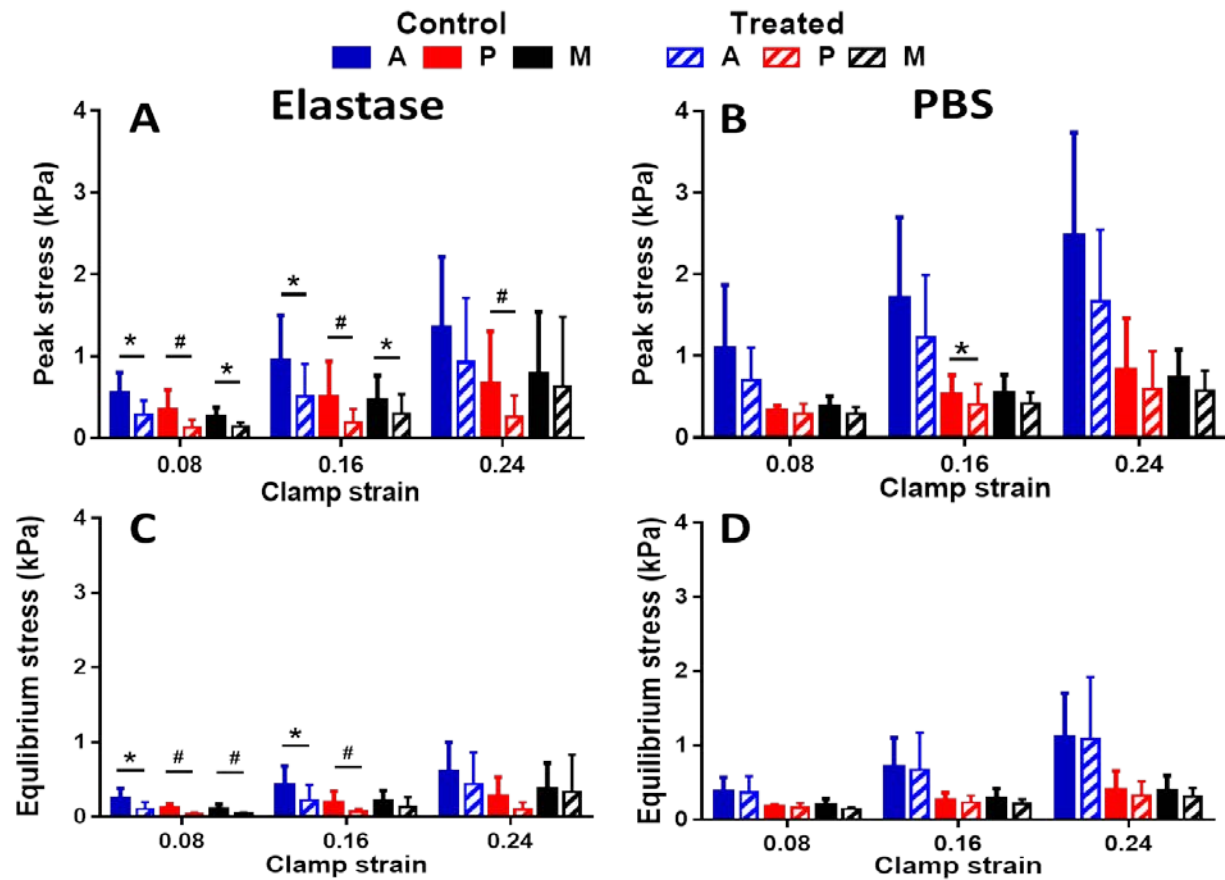 Control Treated
A P M A P M
A Elastase
Peak stress (kPa)
4
3
2
1
0
* # * * # * #
0.08 0.16 0.24
Clamp strain
B PBS
Peak stress (kPa)
4
3
2
1
0
*
0.08 0.16 0.24
Clamp strain
C
Equlibrium stress (kPa)
4
3
2
1
0
* # # * #
0.08 0.16 0.24
Clamp strain
D
Equilibrium stress (kPa)
4
3
2
1
0
0.08 0.16 0.24
Clamp strain